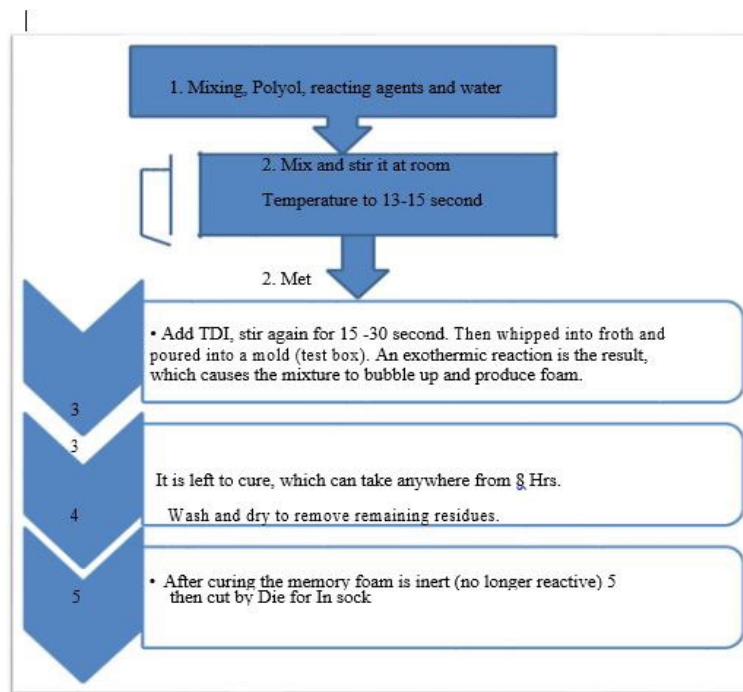 1. Mixing, Polyol, reacting agents and water
2. Mix and stir it at room
Temperature to 13-15 second
2. Met
• Add TDI, stir again for 15 -30 second. Then whipped into froth and
poured into a mold (test box). An exothermic reaction is the result,
which causes the mixture to bubble up and produce foam.
3
3
It is left to cure, which can take anywhere from 8 Hrs.
4
Wash and dry to remove remaining residues.
• After curing the memory foam is inert (no longer reactive) 5
5
then cut by Die for In sock